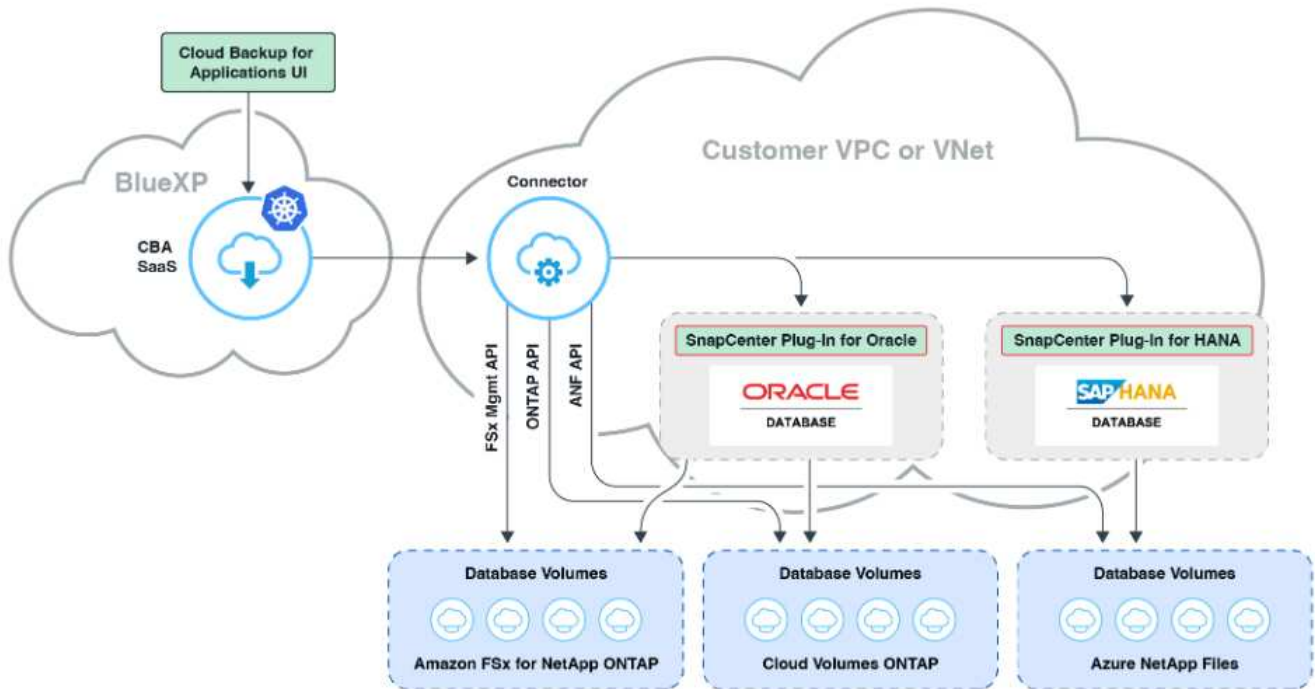 Cloud Backup for
Applications UI
BlueXP
Customer VPC or VNet
Connector
CBA
SaaS
SnapCenter Plug-In for Oracle
SnapCenter Plug-In for HANA
FSx Mgmt API
ONTAP API
ANF API
ORACLE
DATABASE
SAP HANA
DATABASE
Database Volumes
Database Volumes
Database Volumes
Amazon FSx for NetApp ONTAP
Cloud Volumes ONTAP
Azure NetApp Files